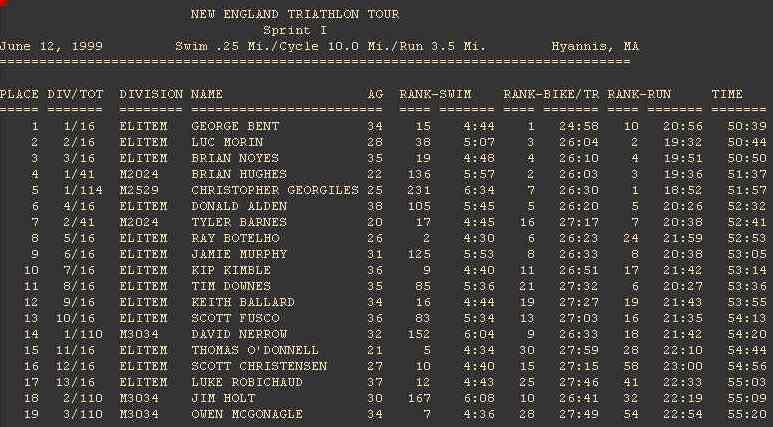 NEW ENGLAND TRIATHLON TOUR
Sprint I
June 12, 1999 Swim .25 Mi./Cycle 10.0 Mi./Run 3.5 Mi. Hyannis, MA
PLACE DIV/TOT DIVISION NAME AG RANK-SWIM RANK-BIKE/TR RANK-RUN TIME
1 1/16 ELITEM GEORGE BENT 34 15 4:44 1 24:58 10 20:56 50:39
2 2/16 ELITEM LUC MORIN 28 38 5:07 3 26:04 2 19:32 50:44
3 3/16 ELITEM BRIAN NOYES 35 19 4:48 4 26:10 4 19:51 50:50
4 1/41 M2024 BRIAN HUGHES 22 136 5:57 2 26:03 3 19:36 51:37
5 1/114 M2529 CHRISTOPHER GEORGILES 25 231 6:34 7 26:30 1 18:52 51:57
6 4/16 ELITEM DONALD ALDEN 38 105 5:45 5 26:20 5 20:26 52:32
7 2/41 M2024 TYLER BARNES 20 17 4:45 16 27:17 7 20:38 52:41
8 5/16 ELITEM RAY BOTELHO 26 2 4:30 6 26:23 24 21:59 52:53
9 6/16 ELITEM JAMIE MURPHY 31 125 5:53 8 26:33 8 20:38 53:05
10 7/16 ELITEM KIP KIMBLE 36 9 4:40 11 26:51 17 21:42 53:14
11 8/16 ELITEM TIM DOWNES 35 85 5:36 21 27:32 6 20:27 53:36
12 9/16 ELITEM KEITH BALLARD 34 16 4:44 19 27:27 19 21:43 53:55
13 10/16 ELITEM SCOTT FUSCO 36 83 5:34 13 27:03 16 21:35 54:13
14 1/110 M3034 DAVID NERROW 32 152 6:04 9 26:33 18 21:42 54:20
15 11/16 ELITEM THOMAS O'DONNELL 21 5 4:34 30 27:59 28 22:10 54:44
16 12/16 ELITEM SCOTT CHRISTENSEN 27 10 4:40 15 27:15 58 23:00 54:56
17 13/16 ELITEM LUKE ROBICHAUD 37 12 4:43 25 27:46 41 22:33 55:03
18 2/110 M3034 JIM HOLT 30 167 6:08 10 26:41 32 22:19 55:09
19 3/110 M3034 OWEN MCGONAGLE 34 7 4:36 28 27:49 54 22:54 55:20